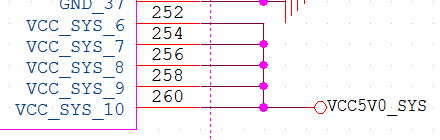 GND_37
252
VCC_SYS_6
254
VCC_SYS_7
256
VCC_SYS_8
258
VCC_SYS_9
260
VCC_SYS_10
VCC5V0_SYS